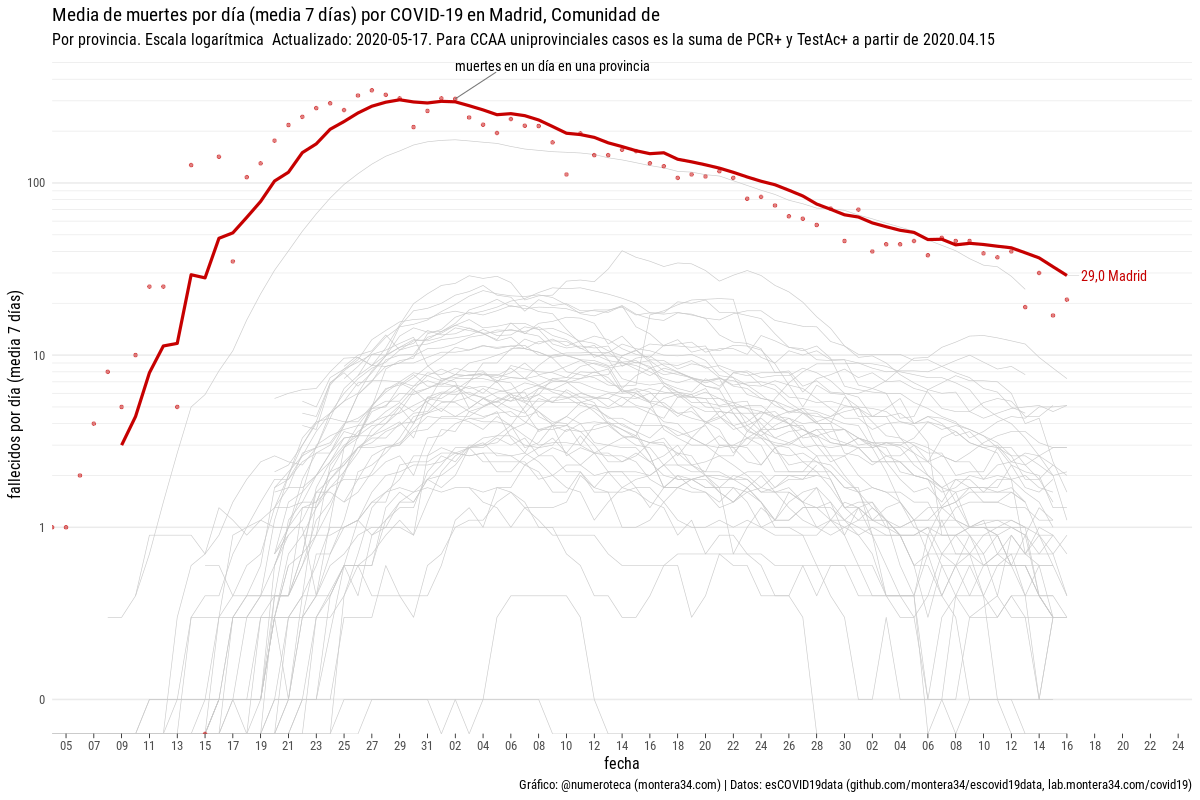 Media de muertes por día (media 7 días) por COVID-19 en Madrid, Comunidad de
Por provincia. Escala logarítmica  Actualizado: 2020-05-17. Para CCAA uniprovinciales casos es la suma de PCR+ y TestAc+ a partir de 2020.04.15
muertes en un día en una provincia
fallecidos por día (media 7 días)
100
10
1
0
29,0 Madrid
05 07 09 11 13 15 17 19 21 23 25 27 29 31 02 04 06 08 10 12 14 16 18 20 22 24 26 28 30 02 04 06 08 10 12 14 16 18 20 22 24
fecha
Gráfico: @numeroteca (montera34.com) | Datos: esCOVID19data (github.com/montera34/escovid19data, lab.montera34.com/covid19)